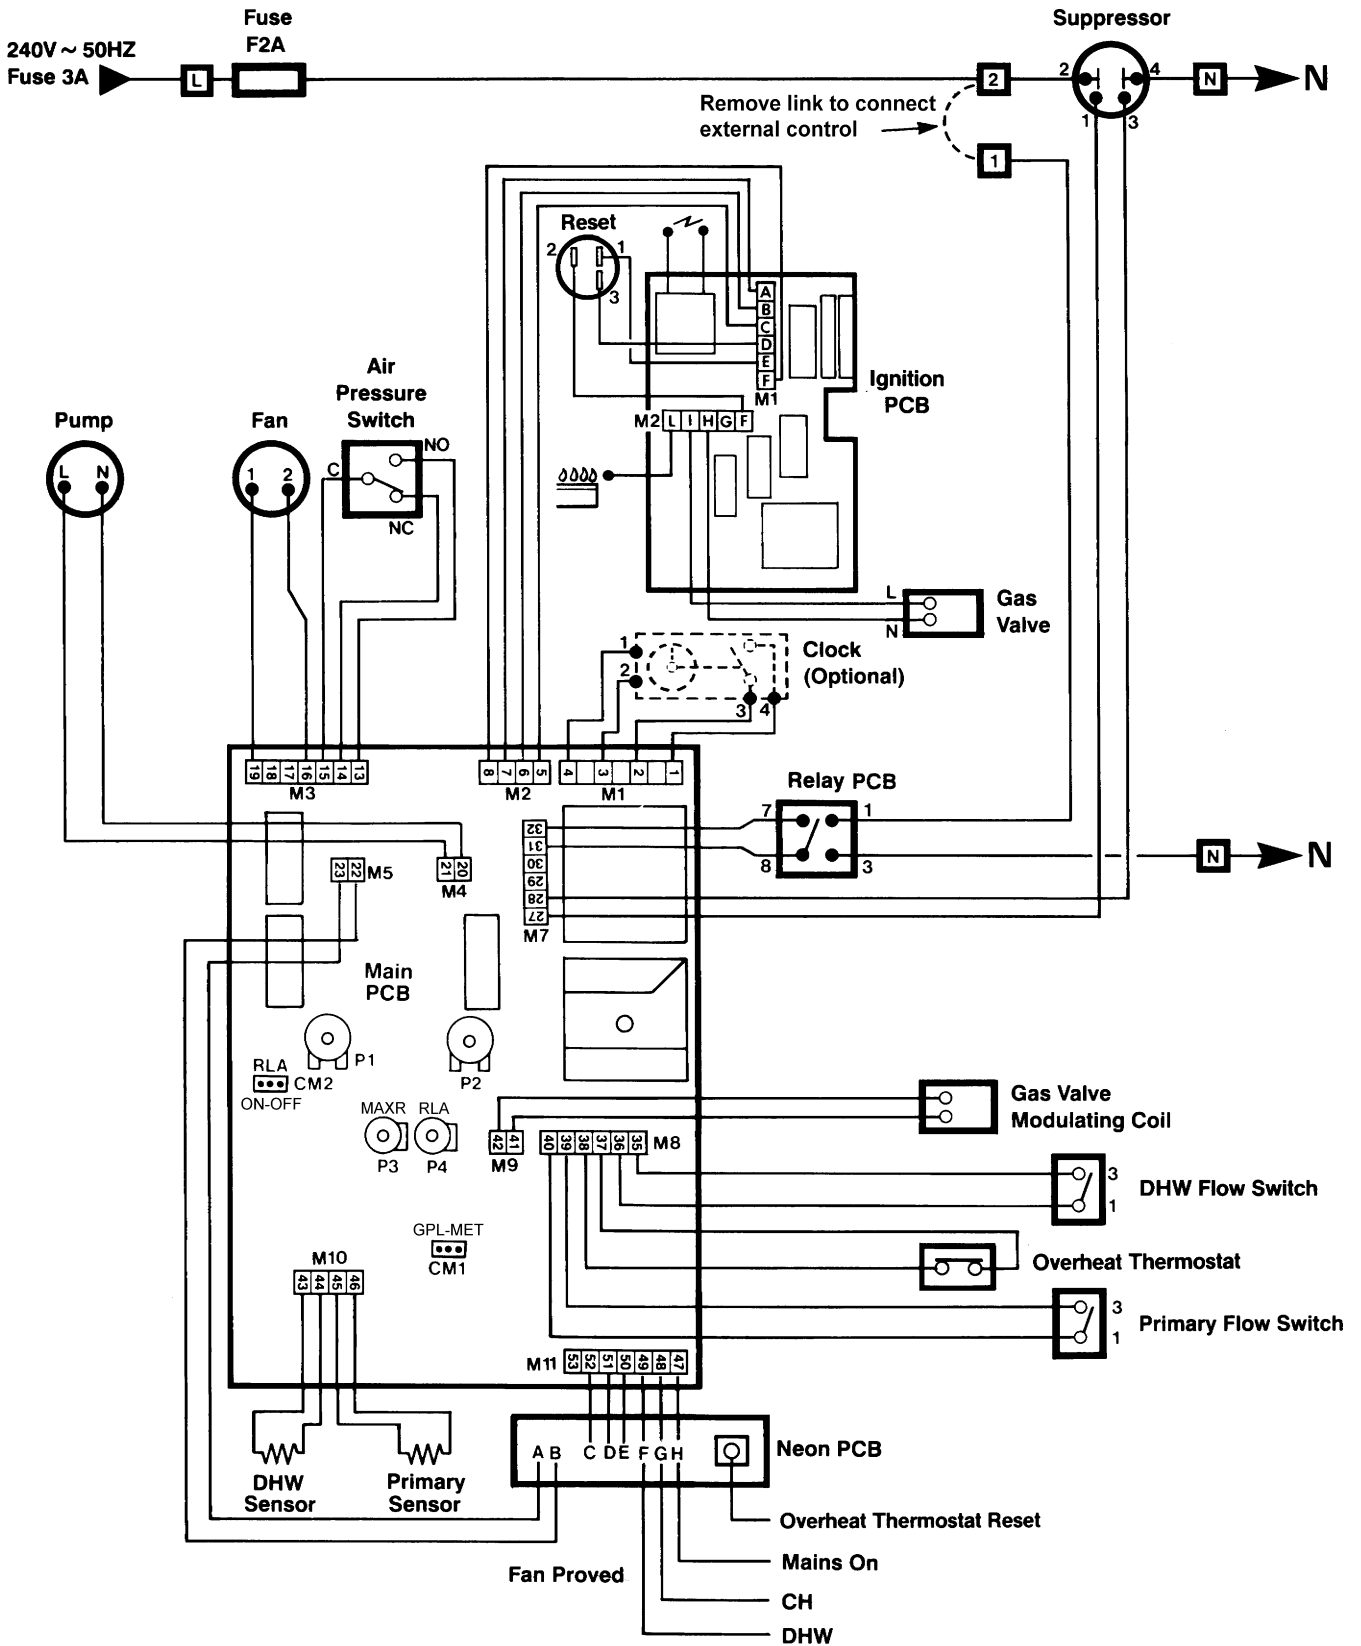 Fuse
F2A
Suppressor
240V ~ 50HZ
Fuse 3A
L
2
2
4
N
N
1
3
Remove link to connect
external control
1
Reset
2
1
3
A
B
C
D
E
F
M1
Ignition
PCB
M2
L
I
H
G
F
Air
Pressure
Switch
Pump
Fan
L
N
1
2
C
NO
NC
L
N
Gas
Valve
1
2
3
4
Clock
(Optional)
19
18
17
16
15
14
13
M3
8
7
6
5
M2
4
3
2
1
M1
Relay PCB
7
1
8
3
N
N
32
31
30
29
28
27
M7
23
22
M5
21
20
M4
Main
PCB
P1
P2
RLA
CM2
ON-OFF
MAXR
RLA
P3
P4
42
41
M9
40
39
38
37
36
35
M8
Gas Valve
Modulating Coil
3
1
DHW Flow Switch
Overheat Thermostat
3
1
Primary Flow Switch
GPL-MET
CM1
M10
43
44
45
46
M11
53
52
51
50
49
48
47
DHW
Sensor
Primary
Sensor
A B C D E F G H
Neon PCB
Overheat Thermostat Reset
Mains On
Fan Proved
CH
DHW